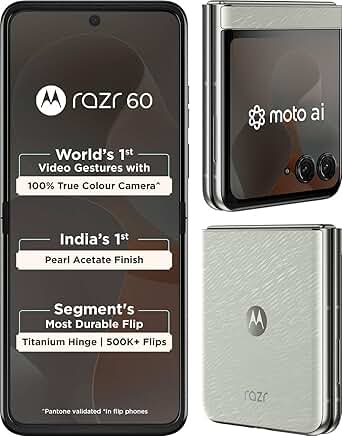 razr 60
World's 1st
Video Gestures with
100% True Colour Camera^
India's 1st
Pearl Acetate Finish
Segment's
Most Durable Flip
Titanium Hinge | 500K+ Flips
^Pantone validated *in flip phones
moto ai
razr